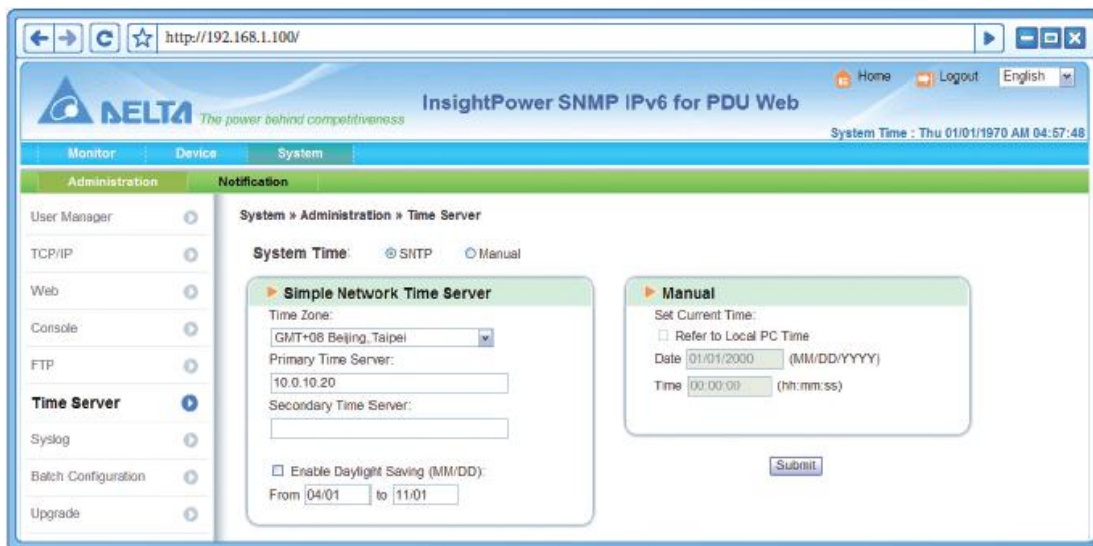 http://192.168.1.100/
Home Logout English
DELTA The power behind competitiveness
InsightPower SNMP IPv6 for PDU Web
System Time : Thu 01/01/1970 AM 04:57:48
Monitor Device System
Administration Notification
User Manager
TCP/IP
Web
Console
FTP
Time Server
Syslog
Batch Configuration
Upgrade
System » Administration » Time Server
System Time: SNTP Manual
Simple Network Time Server
Time Zone:
GMT+08 Beijing, Taipei
Primary Time Server:
10.0.10.20
Secondary Time Server:
Enable Daylight Saving (MM/DD):
From 04/01 to 11/01
Manual
Set Current Time:
Refer to Local PC Time
Date 01/01/2000 (MM/DD/YYYY)
Time 00:00:00 (hh:mm:ss)
Submit